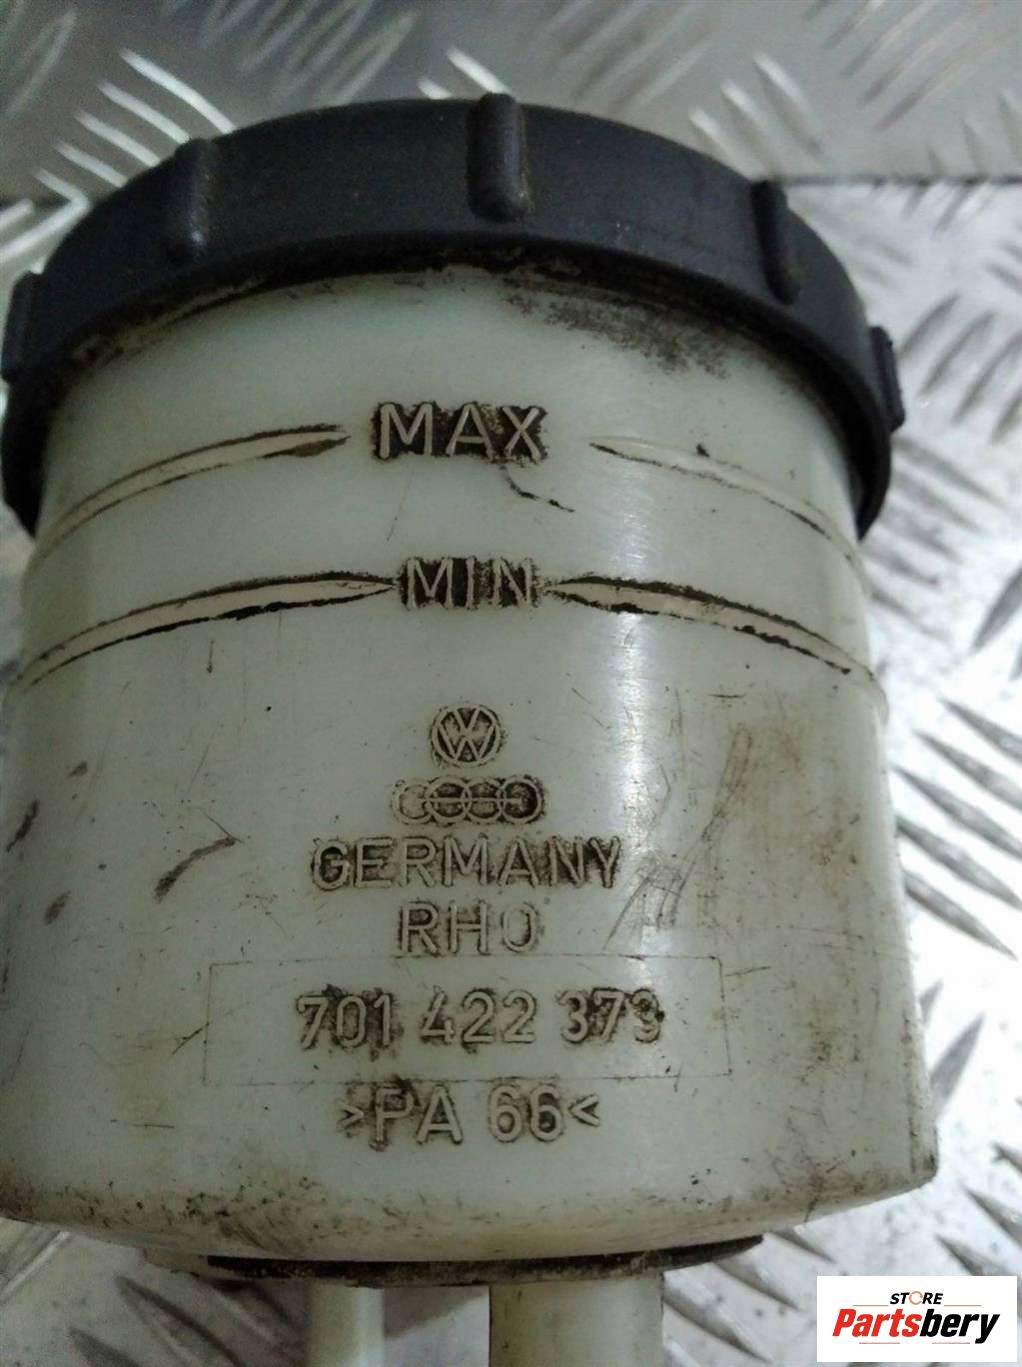 MAX
MIN
GERMANY
RHO
701 422 373
>PA 66<
STORE
Partsbery